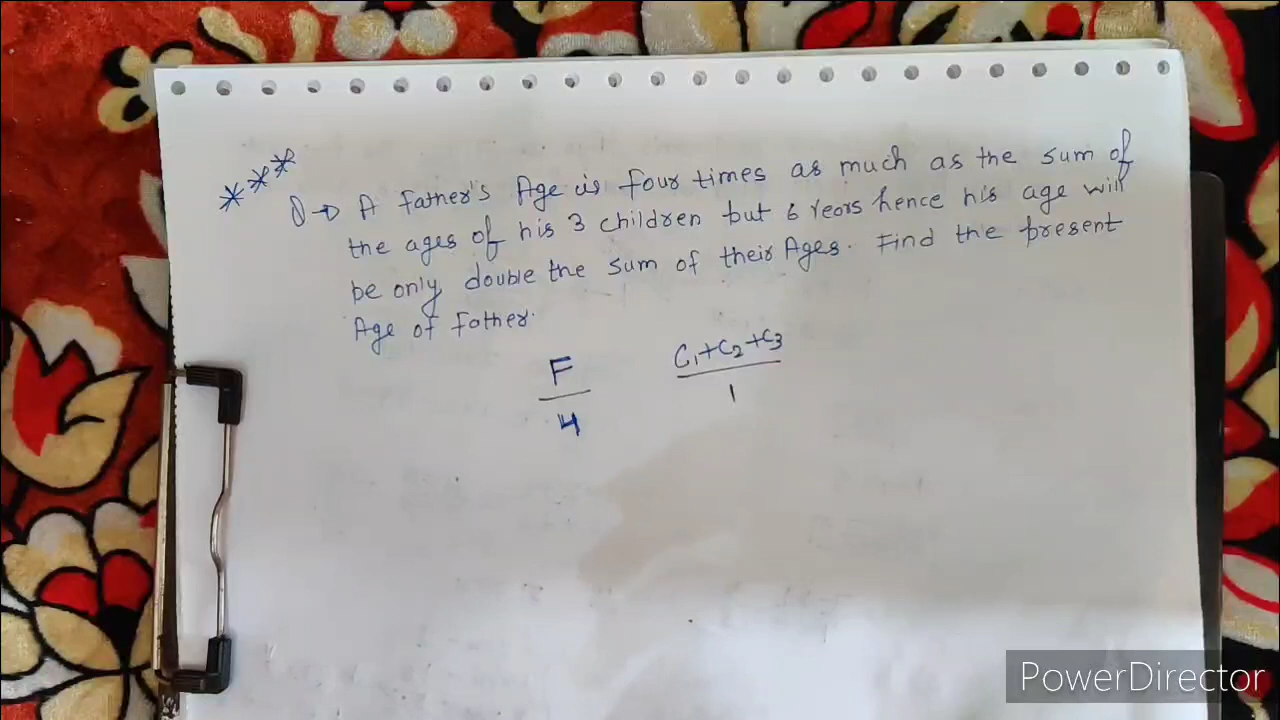 ***
Q→ A Father's Age is four times as much as the sum of
the ages of his 3 children but 6 Years hence his age will
be only double the sum of their Ages. Find the present
Age of Father.
F C₁+C₂+C₃
4 1
PowerDirector